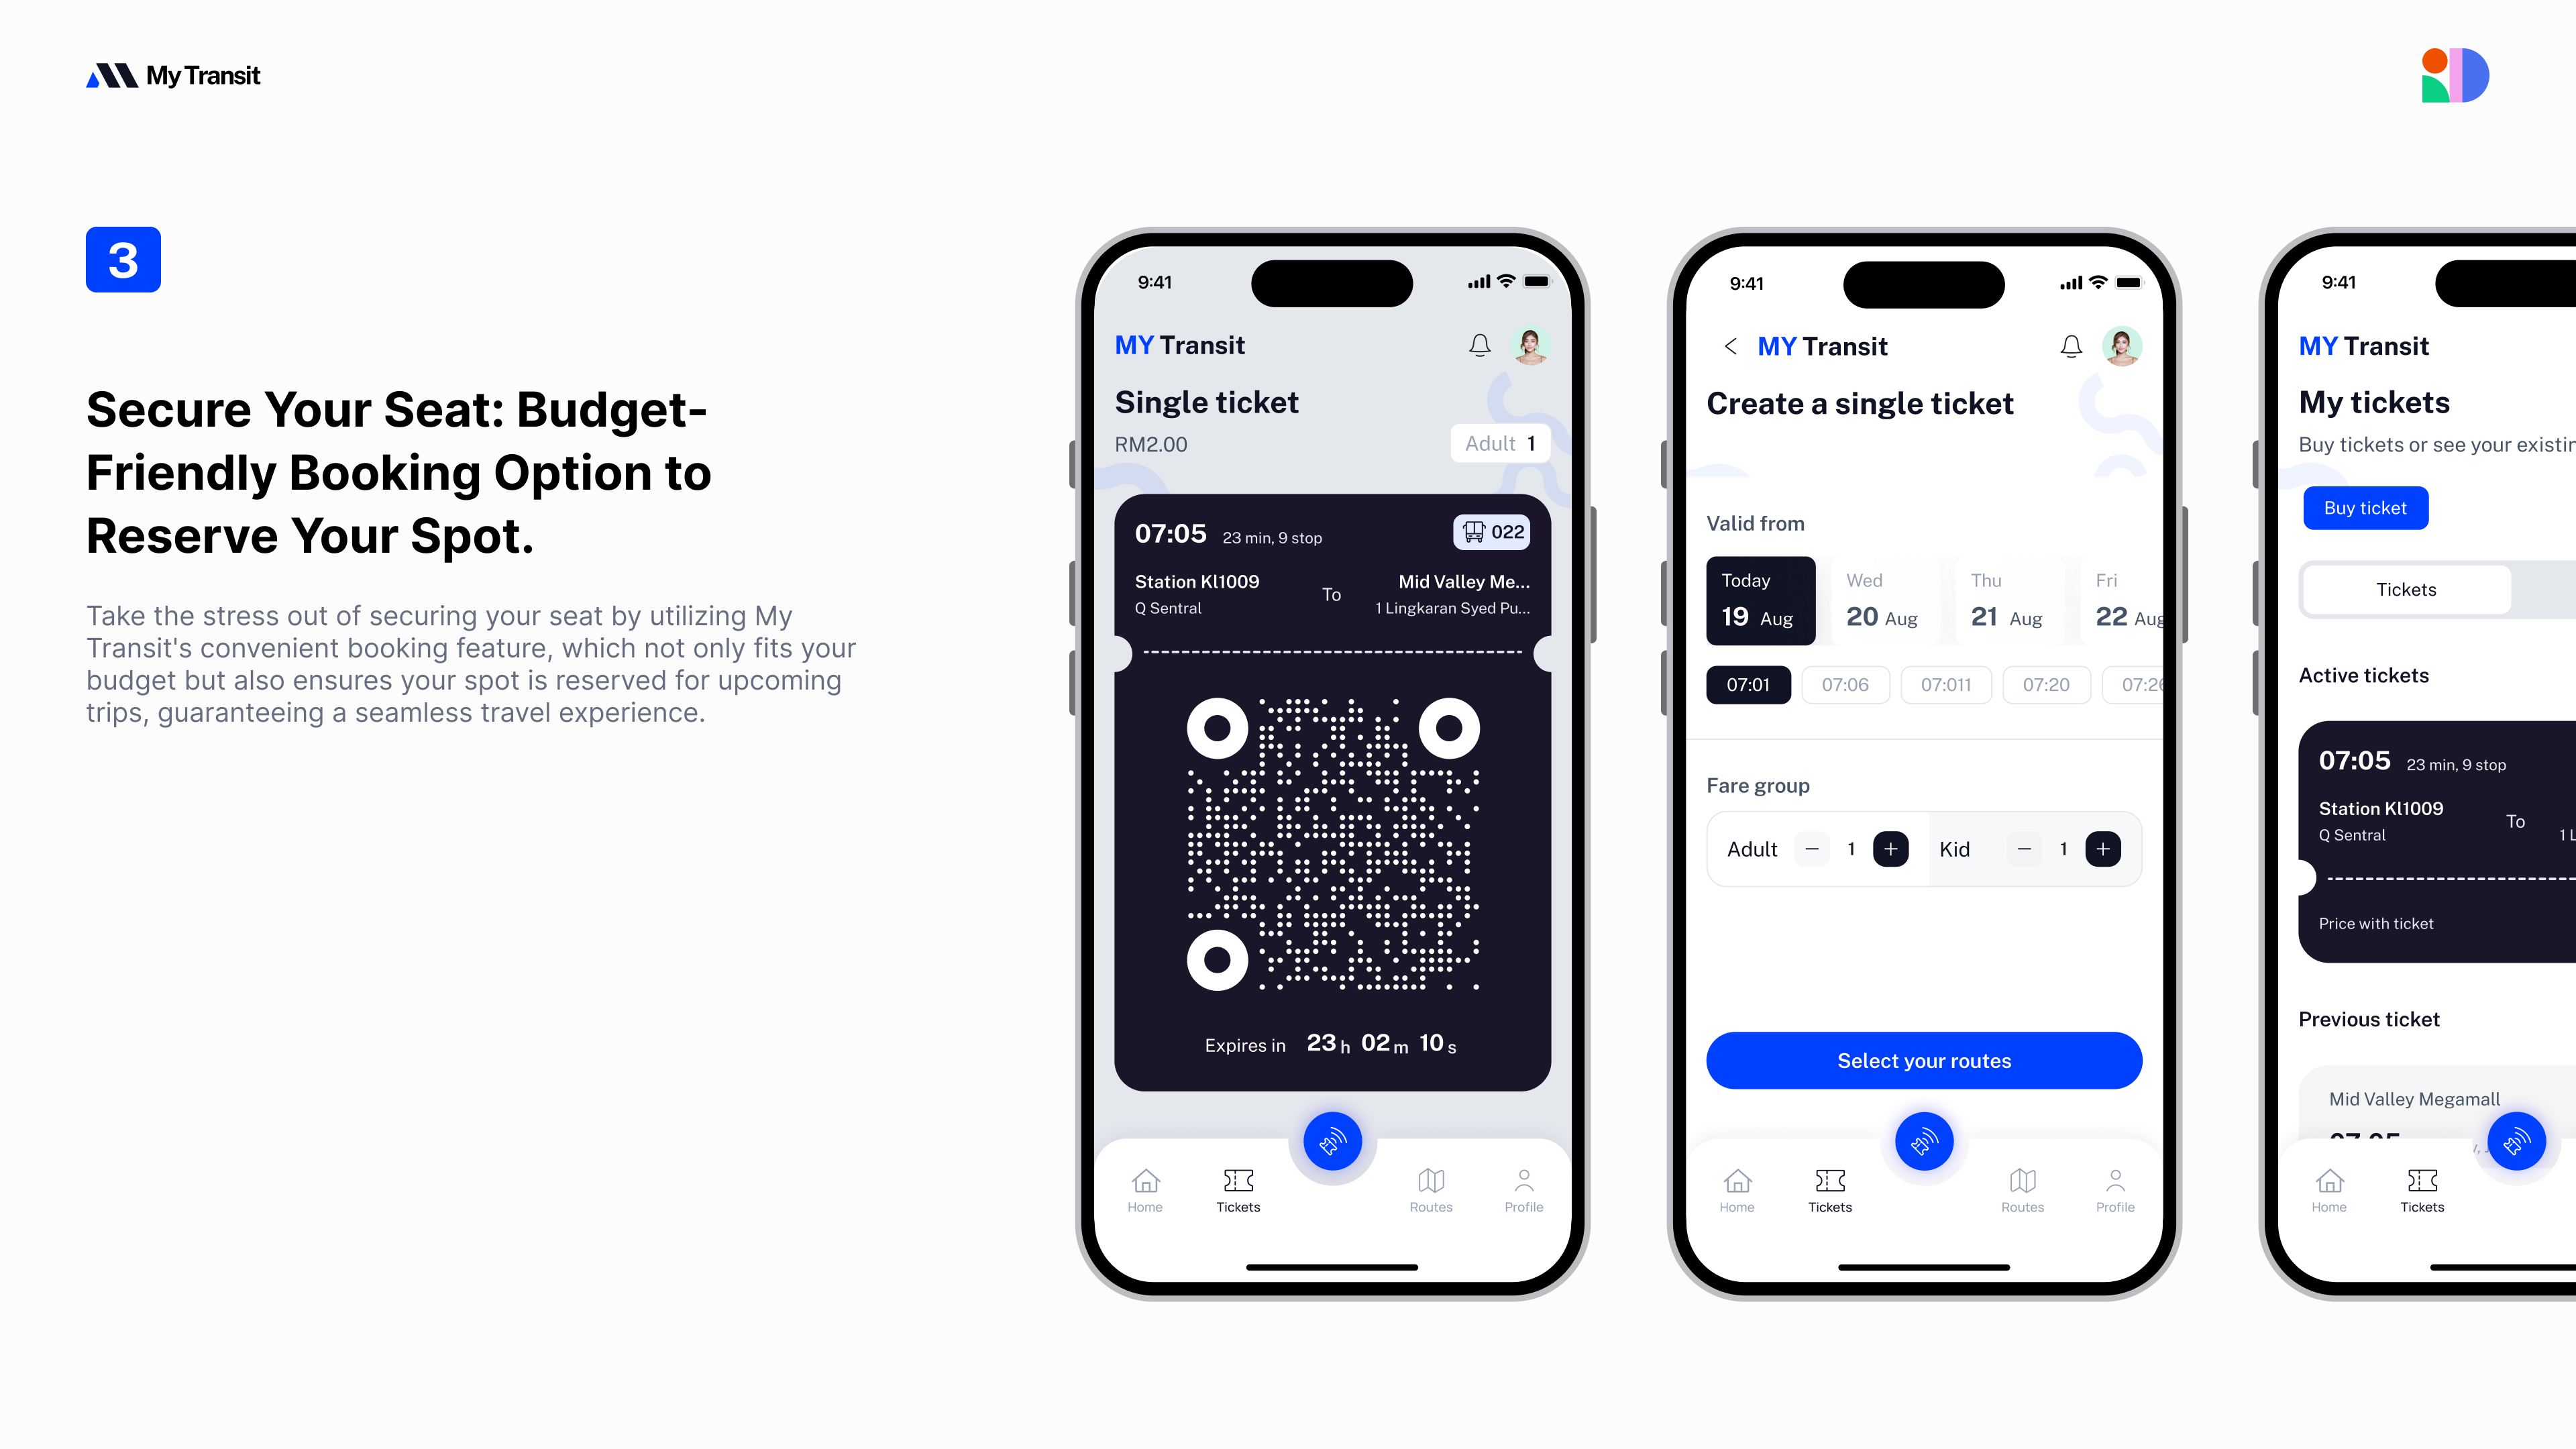 My Transit
3
Secure Your Seat: Budget-
Friendly Booking Option to
Reserve Your Spot.
Take the stress out of securing your seat by utilizing My
Transit's convenient booking feature, which not only fits your
budget but also ensures your spot is reserved for upcoming
trips, guaranteeing a seamless travel experience.
9:41
MY Transit
Single ticket
RM2.00
Adult 1
07:05 23 min, 9 stop
022
Station Kl1009
Q Sentral
To
Mid Valley Me...
1 Lingkaran Syed Pu...
Expires in 23 h 02 m 10 s
Home
Tickets
Routes
Profile
9:41
MY Transit
Create a single ticket
Valid from
Today
19 Aug
Wed
20 Aug
Thu
21 Aug
Fri
22 Aug
07:01
07:06
07:011
07:20
07:26
Fare group
Adult − 1 +
Kid − 1 +
Select your routes
Home
Tickets
Routes
Profile
9:41
MY Transit
My tickets
Buy tickets or see your
Buy ticket
Tickets
Active tickets
07:05 23 min, 9 stop
Station Kl1009
Q Sentral
To
1
Price with ticket
Previous ticket
Mid Valley Megamall
Home
Tickets